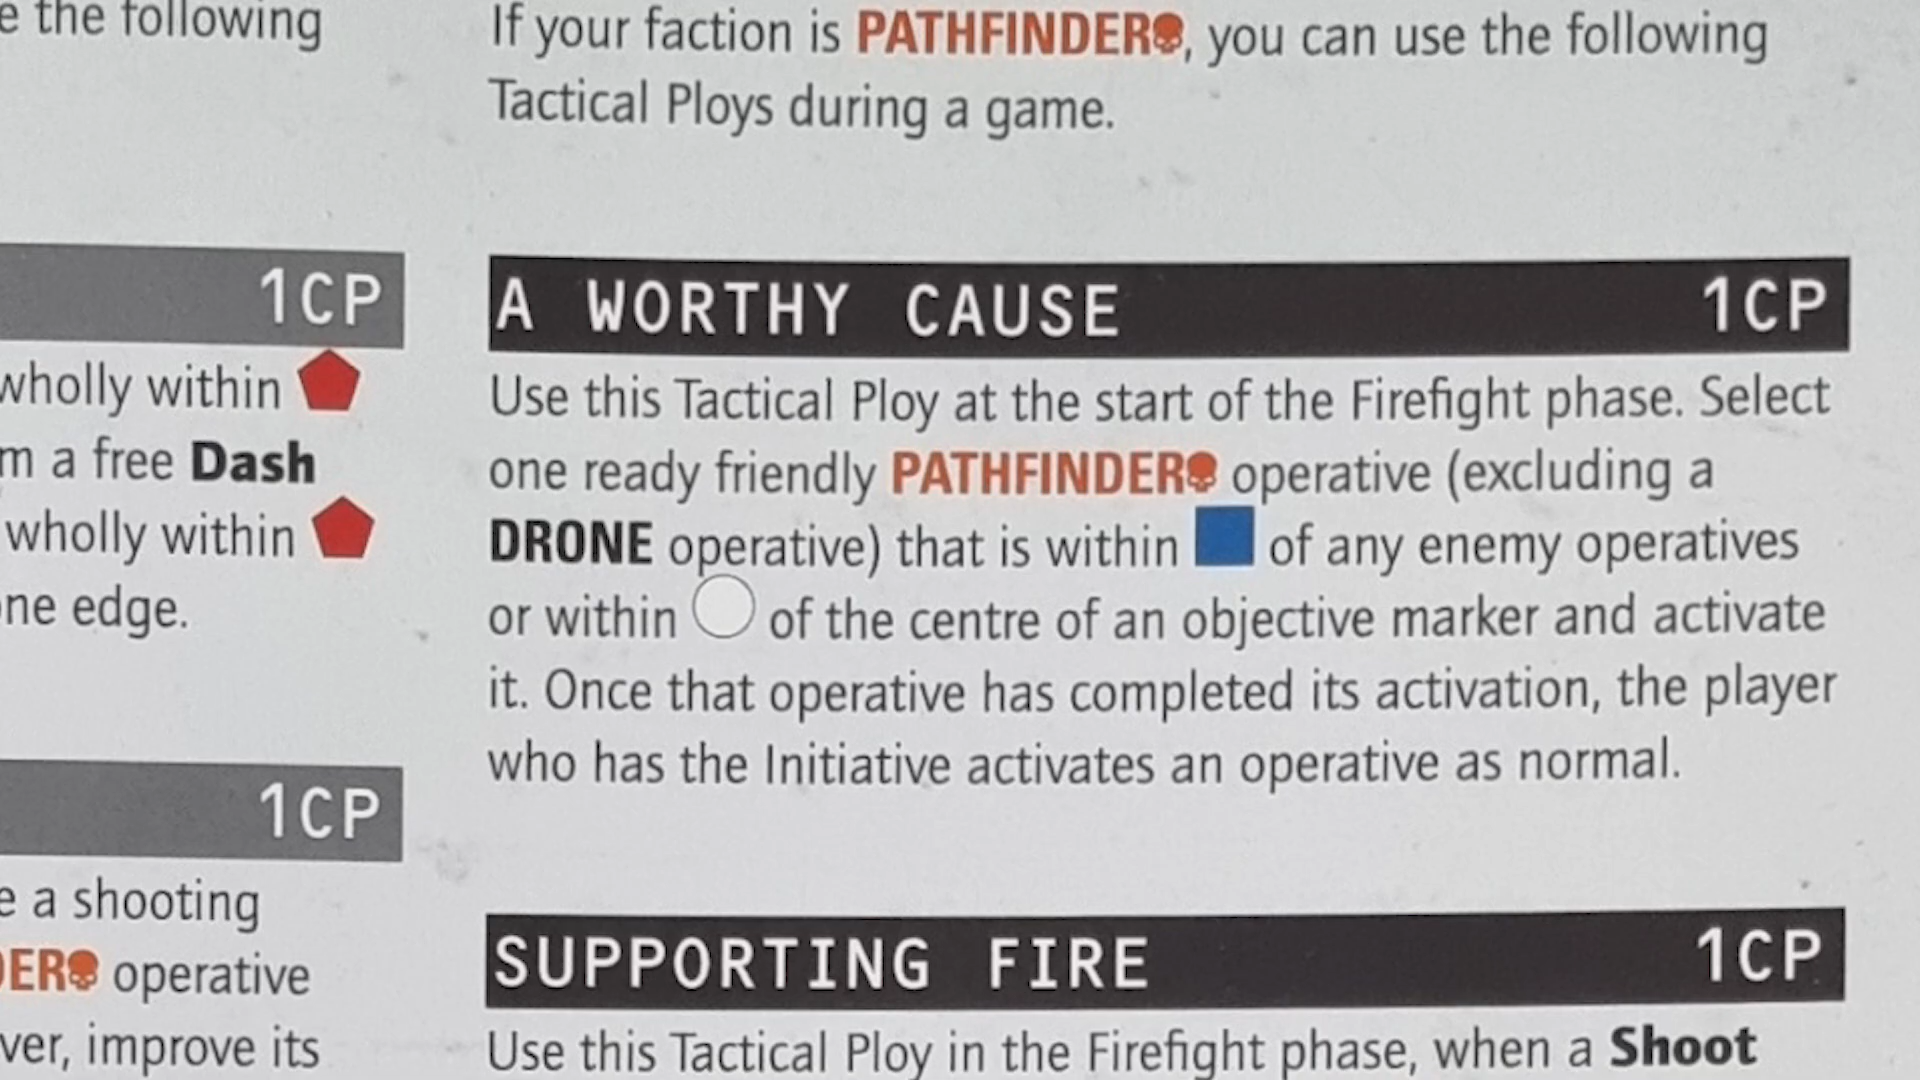 e the following
1CP
wholly within
m a free Dash
wholly within
ne edge.
1CP
e a shooting
DER operative
ver, improve its
If your faction is PATHFINDER, you can use the following
Tactical Ploys during a game.
A WORTHY CAUSE 1CP
Use this Tactical Ploy at the start of the Firefight phase. Select
one ready friendly PATHFINDER operative (excluding a
DRONE operative) that is within of any enemy operatives
or within of the centre of an objective marker and activate
it. Once that operative has completed its activation, the player
who has the Initiative activates an operative as normal.
SUPPORTING FIRE 1CP
Use this Tactical Ploy in the Firefight phase, when a Shoot